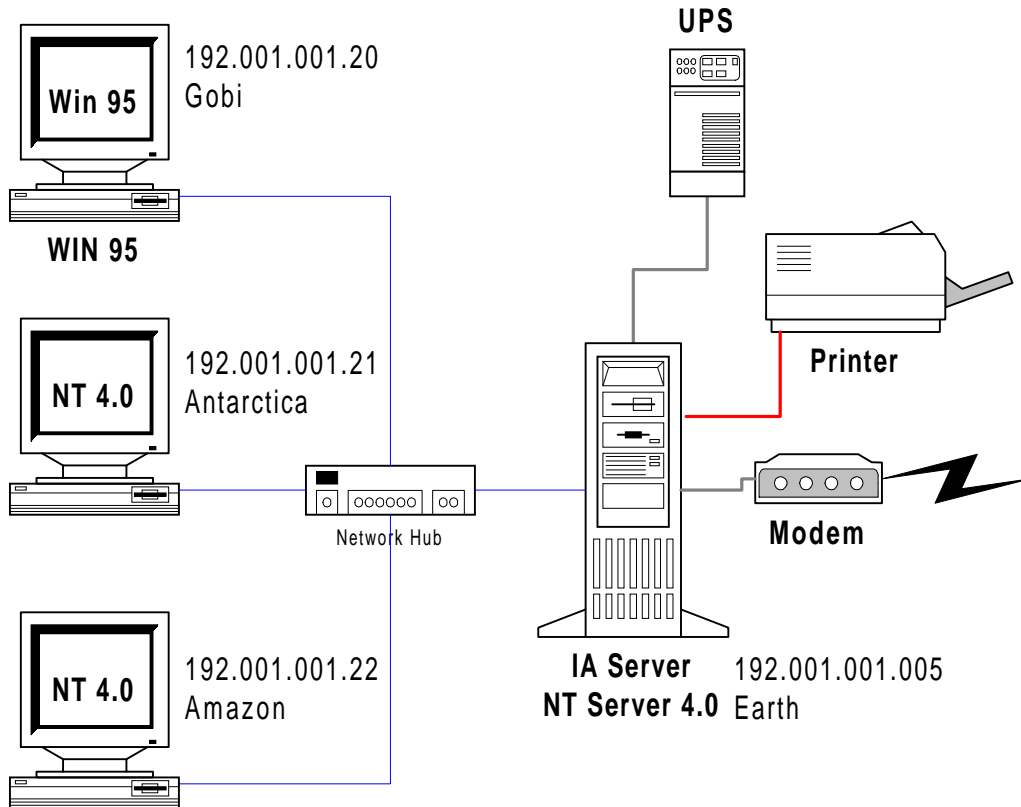 UPS
192.001.001.20
Gobi
Win 95
WIN 95
192.001.001.21
Antarctica
NT 4.0
Printer
Network Hub
Modem
192.001.001.22
Amazon
NT 4.0
IA Server
NT Server 4.0
192.001.001.005
Earth